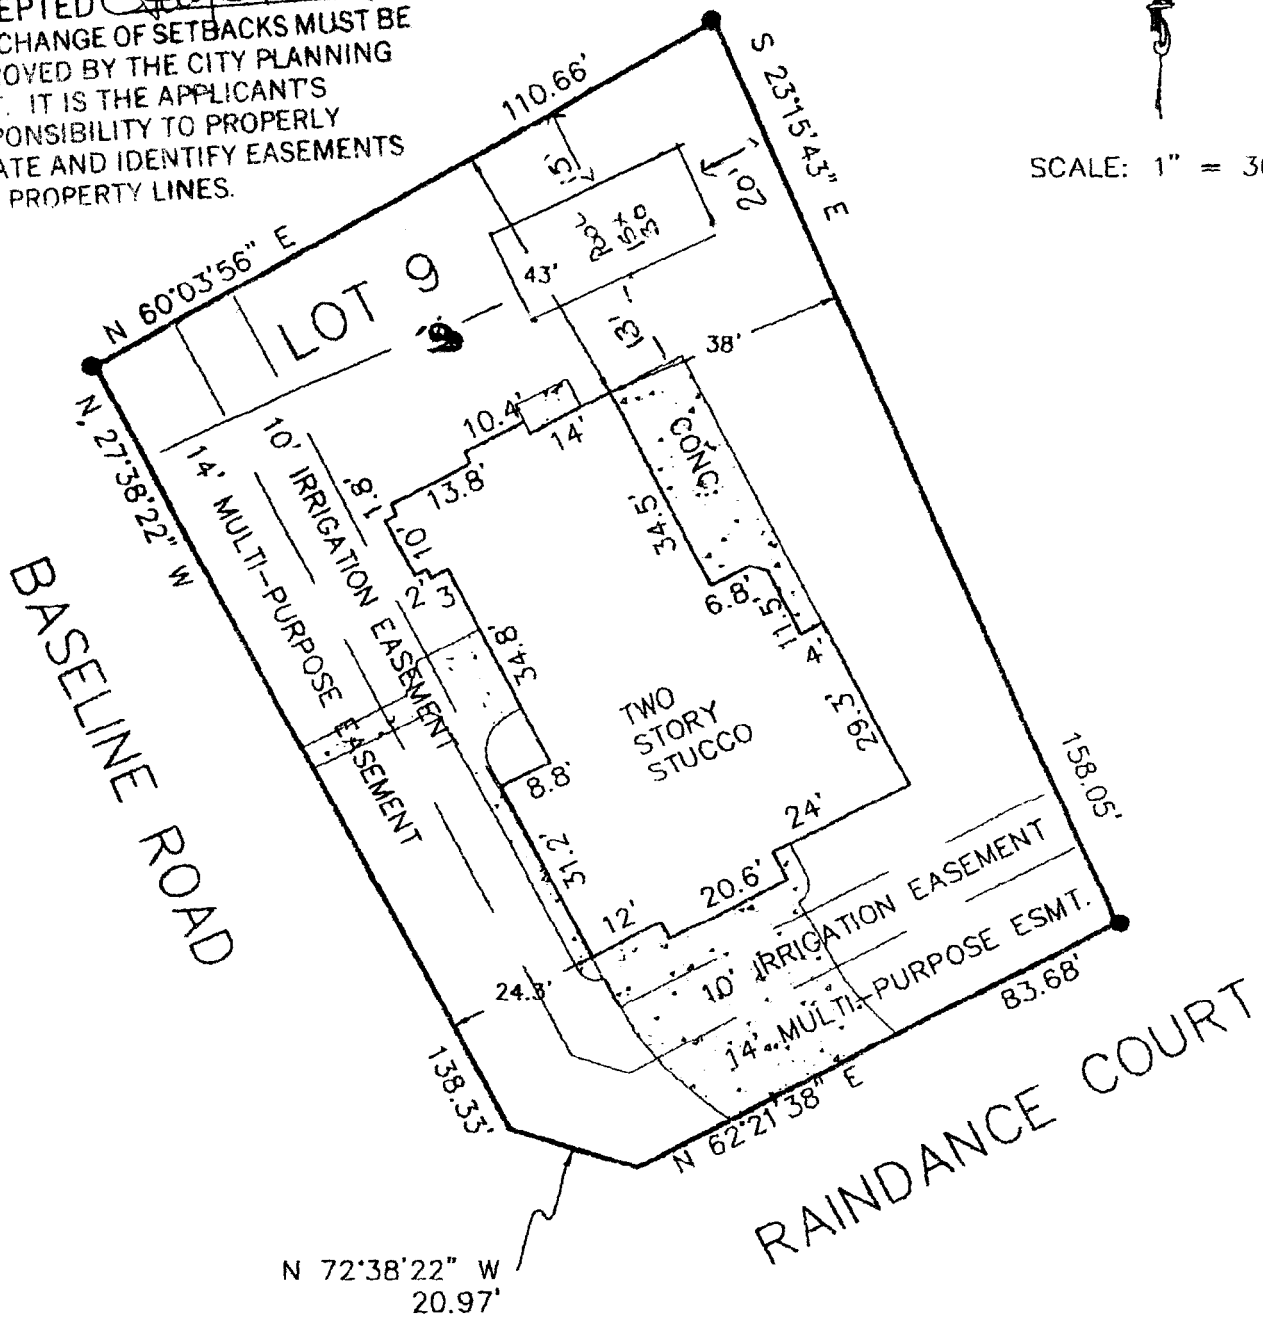 EPTED
CHANGE OF SETBACKS MUST BE
OVED BY THE CITY PLANNING
T. IT IS THE APPLICANT'S
PONSIBILITY TO PROPERLY
ATE AND IDENTIFY EASEMENTS
PROPERTY LINES.
SCALE: 1" = 30
110.66'
S 23°15'43" E
N 60°03'56" E
15'
20'
POOL
15x
30
LOT 9
43'
13'
38'
N. 27°38'22" W
10.4'
14'
CONC.
13.8'
1.8'
10'
2'
3'
14' MULTI-PURPOSE EASEMENT
10' IRRIGATION EASEMENT
34.8'
34.5'
6.8'
11.5'
4'
29.3'
TWO
STORY
STUCCO
8.8'
31.2'
24'
20.6'
12'
24.3'
BASELINE ROAD
158.05'
10' IRRIGATION EASEMENT
14' MULTI-PURPOSE ESMT.
83.68'
138.33'
N 62°21'38" E
RAINDANCE COURT
N 72°38'22" W
20.97'